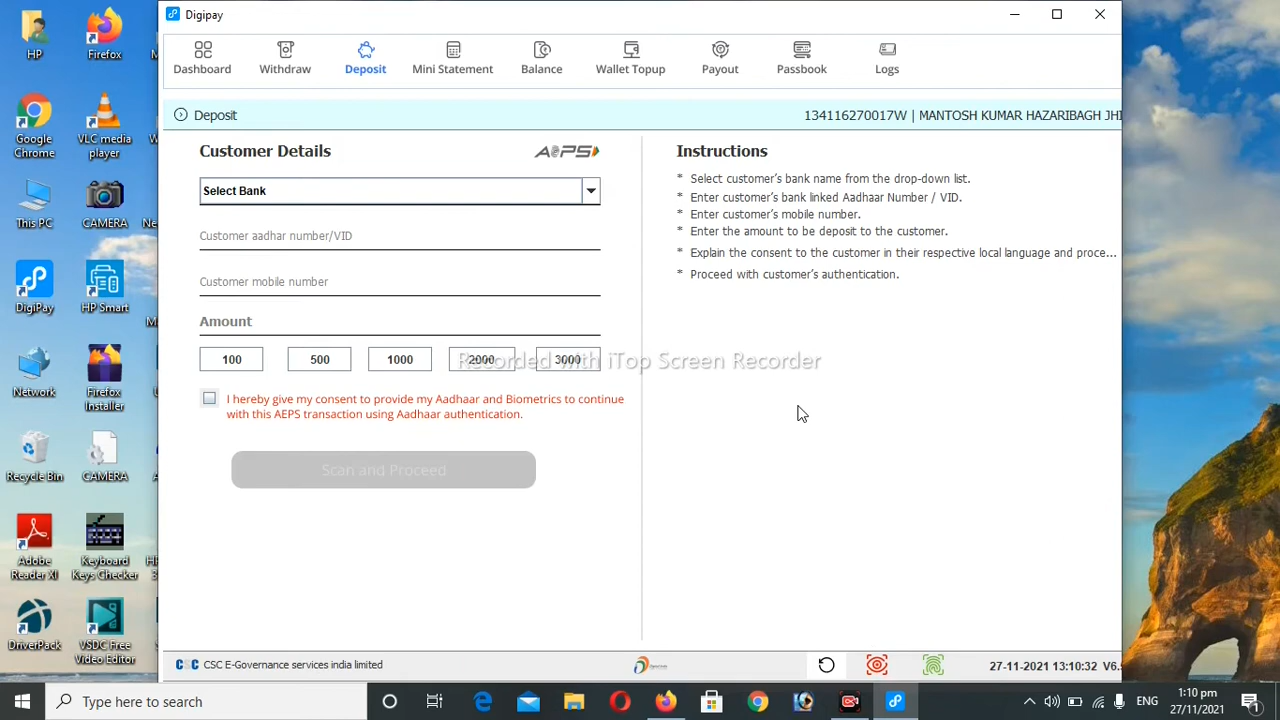 Digipay
Dashboard
Withdraw
Deposit
Mini Statement
Balance
Wallet Topup
Payout
Passbook
Logs
Deposit
134116270017W | MANTOSH KUMAR HAZARIBAGH JHI
Customer Details
AePS
Select Bank
Customer aadhar number/VID
Customer mobile number
Amount
100
500
1000
2000
3000
I hereby give my consent to provide my Aadhaar and Biometrics to continue
with this AEPS transaction using Aadhaar authentication.
Scan and Proceed
Instructions
* Select customer's bank name from the drop-down list.
* Enter customer's bank linked Aadhaar Number / VID.
* Enter customer's mobile number.
* Enter the amount to be deposit to the customer.
* Explain the consent to the customer in their respective local language and proce...
* Proceed with customer's authentication.
Recorded with iTop Screen Recorder
CSC CSC E-Governance services india limited
27-11-2021 13:10:32 V6.
HP
Firefox
Google
Chrome
VLC media
player
This PC
CAMERA
DigiPay
HP Smart
Network
Firefox
Installer
Recycle Bin
CAMERA
Adobe
Reader XI
Keyboard
Keys Checker
DriverPack
VSDC Free
Video Editor
Type here to search
ENG
1:10 pm
27/11/2021
1